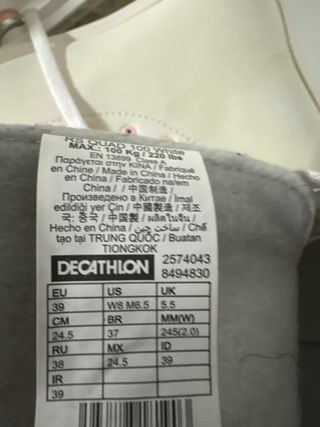 RS QUAD 100 White
MAX.: 100 Kg / 220 lbs
EN 13899 Class A
Παράγεται στην ΚΙΝΑ / Fabriqué
en Chine / Made in China / Hecho
en China / Fabricado na/em
China / / 中国制造 /
Произведено в Китае / İmal
edildiği yer Çin / 中國製造 / 제조
국: 중국 / 中国製 / ผลิตในจีน /
Hecho en China / ساخت چين / Chế
tạo tại TRUNG QUỐC / Buatan
TIONGKOK
DECATHLON 2574043
8494830
EU US UK
39 W8 M6.5 5.5
CM BR MM(W)
24.5 37 245(2.0)
RU MX ID
38 24.5 39
IR
39